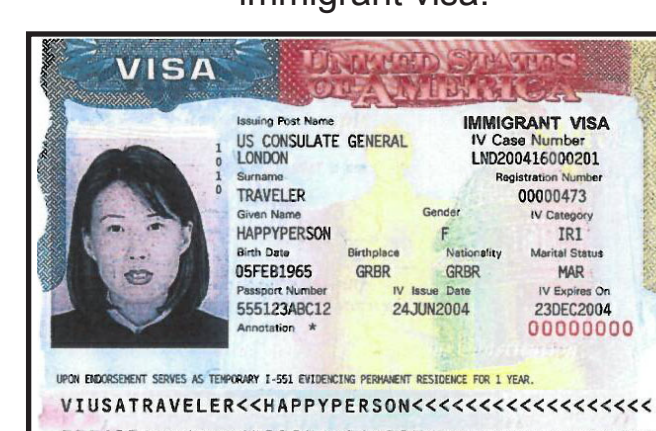 immigrant visa:
VISA UNITED STATES OF AMERICA
Issuing Post Name IMMIGRANT VISA
US CONSULATE GENERAL IV Case Number
LONDON LND200416000201
Surname Registration Number
TRAVELER 00000473
Given Name Gender IV Category
HAPPYPERSON F IR1
Birth Date Birthplace Nationality Marital Status
05FEB1965 GRBR GRBR MAR
Passport Number IV Issue Date IV Expires On
555123ABC12 24JUN2004 23DEC2004
Annotation * 00000000
1
0
1
0
UPON ENDORSEMENT SERVES AS TEMPORARY I-551 EVIDENCING PERMANENT RESIDENCE FOR 1 YEAR.
VIUSATRAVELER<<HAPPYPERSON<<<<<<<<<<<<<<<<<<